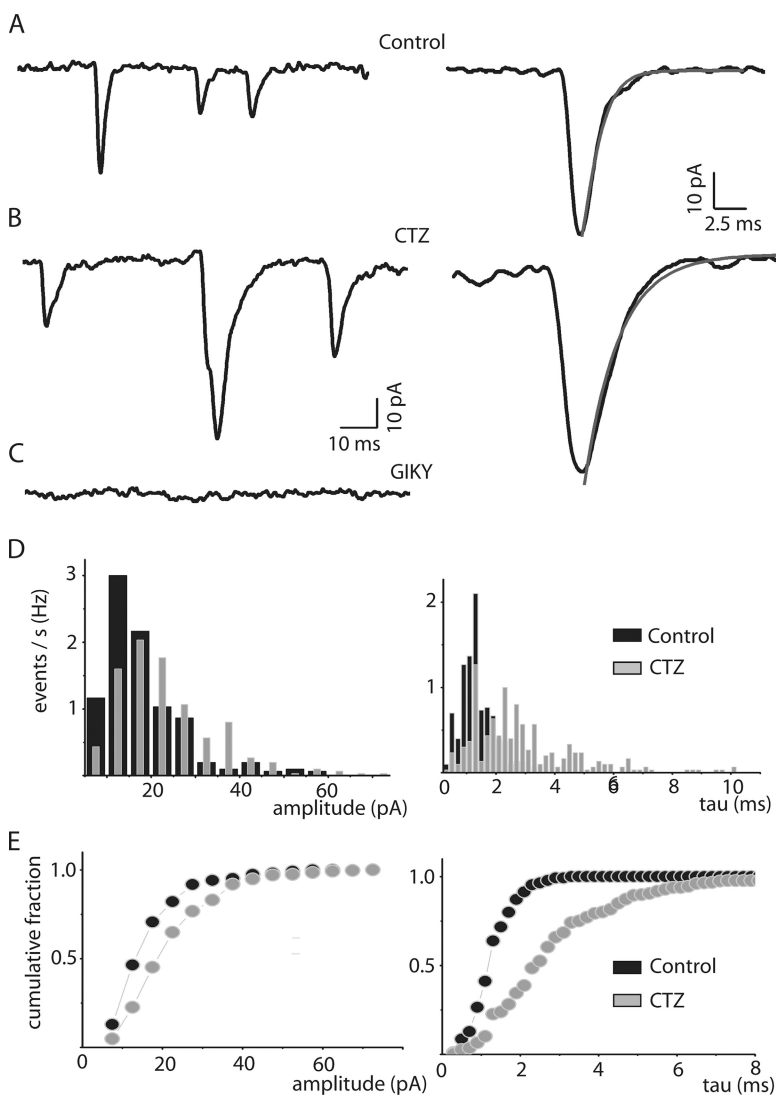 A
Control
10 pA
2.5 ms
B
CTZ
10 pA
10 ms
C
GIKY
D
events / s (Hz)
3
2
1
20
40
60
amplitude (pA)
2
1
0
2
4
6
6
8
10
tau (ms)
Control
CTZ
E
cumulative fraction
1.0
0.5
0
20
40
60
amplitude (pA)
1.0
0.5
0
2
4
6
8
tau (ms)
Control
CTZ